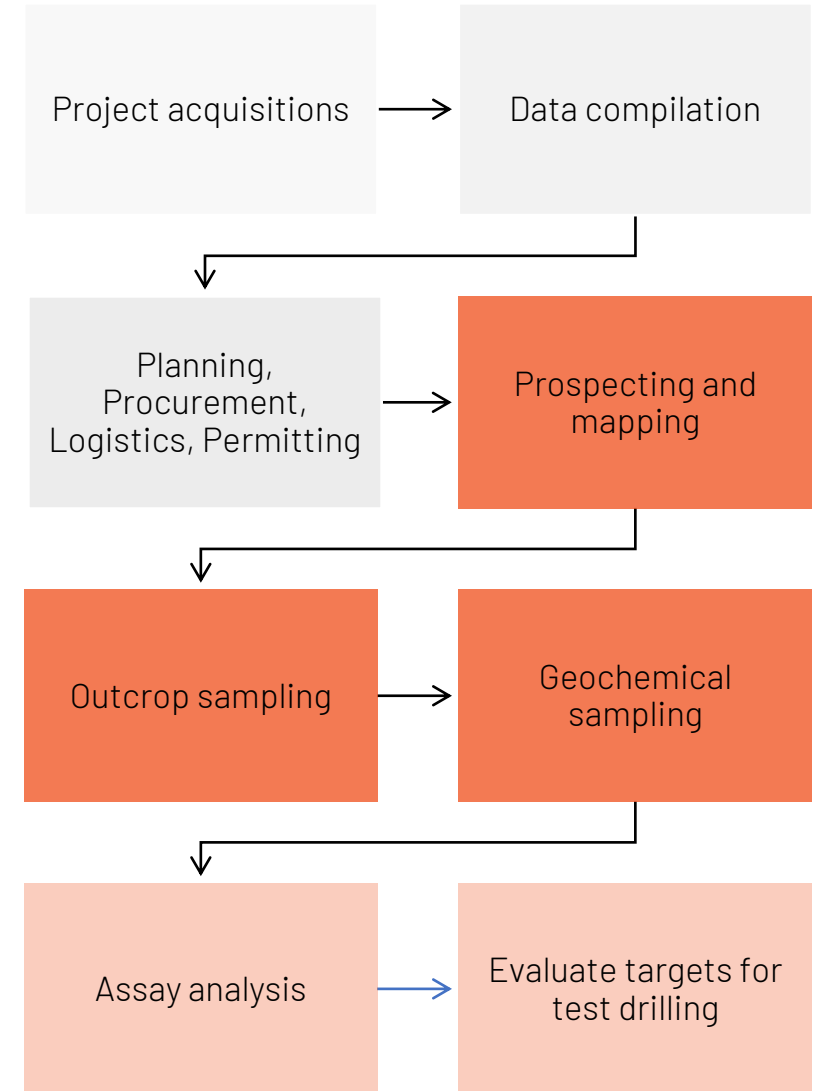 Project acquisitions
Data compilation
Planning,
Procurement,
Logistics, Permitting
Prospecting and
mapping
Outcrop sampling
Geochemical
sampling
Assay analysis
Evaluate targets for
test drilling